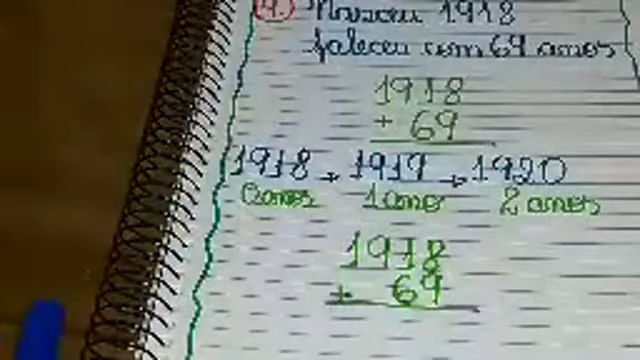 4. Nasceu 1918
faleceu com 69 anos
1918
+ 69
1918 → 1919 → 1920
0 anos 1 ano 2 anos
1918
+ 69